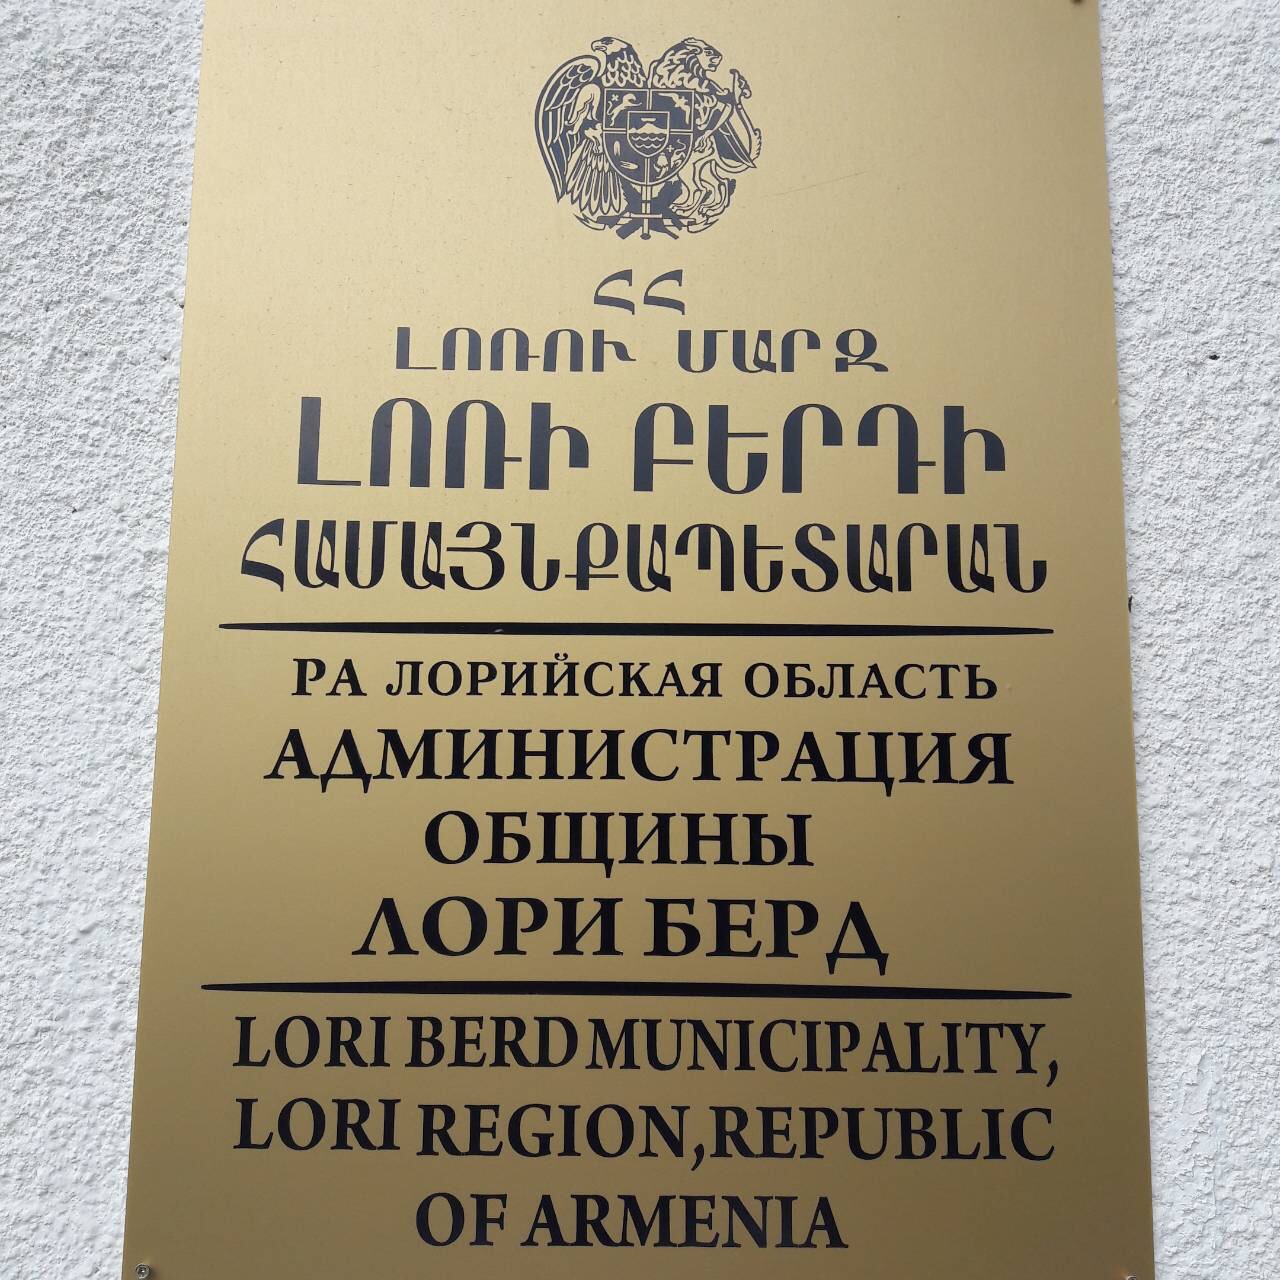 ՀՀ
ԼՈՌՈՒ ՄԱՐԶ
ԼՈՌԻ ԲԵՐԴԻ
ՀԱՄԱՅՆՔԱՊԵՏԱՐԱՆ
РА ЛОРИЙСКАЯ ОБЛАСТЬ
АДМИНИСТРАЦИЯ
ОБЩИНЫ
ЛОРИ БЕРД
LORI BERD MUNICIPALITY,
LORI REGION, REPUBLIC
OF ARMENIA